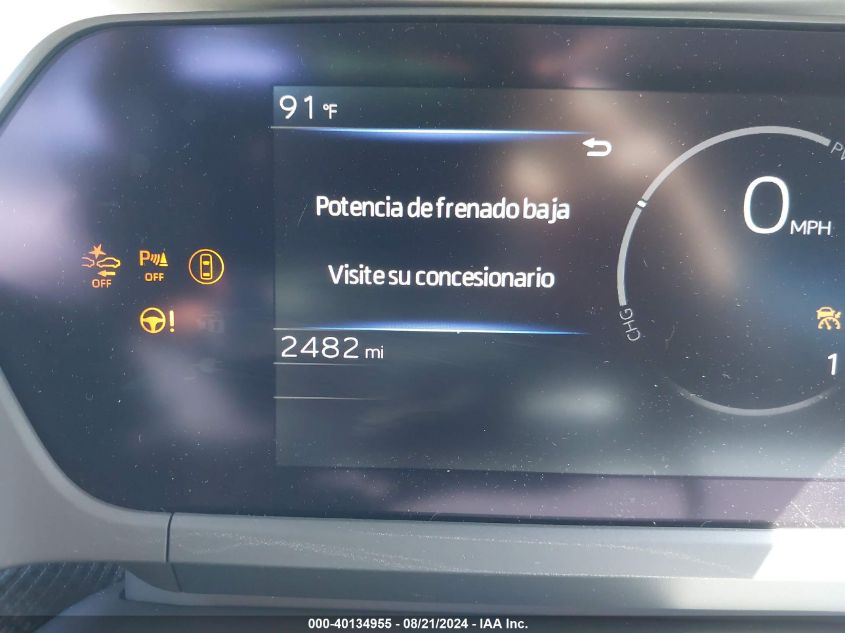 91 °F
Potencia de frenado baja
0 MPH
Visite su concesionario
OFF
P OFF
!
CHG
2482 mi
1
000-40134955 - 08/21/2024 - IAA Inc.